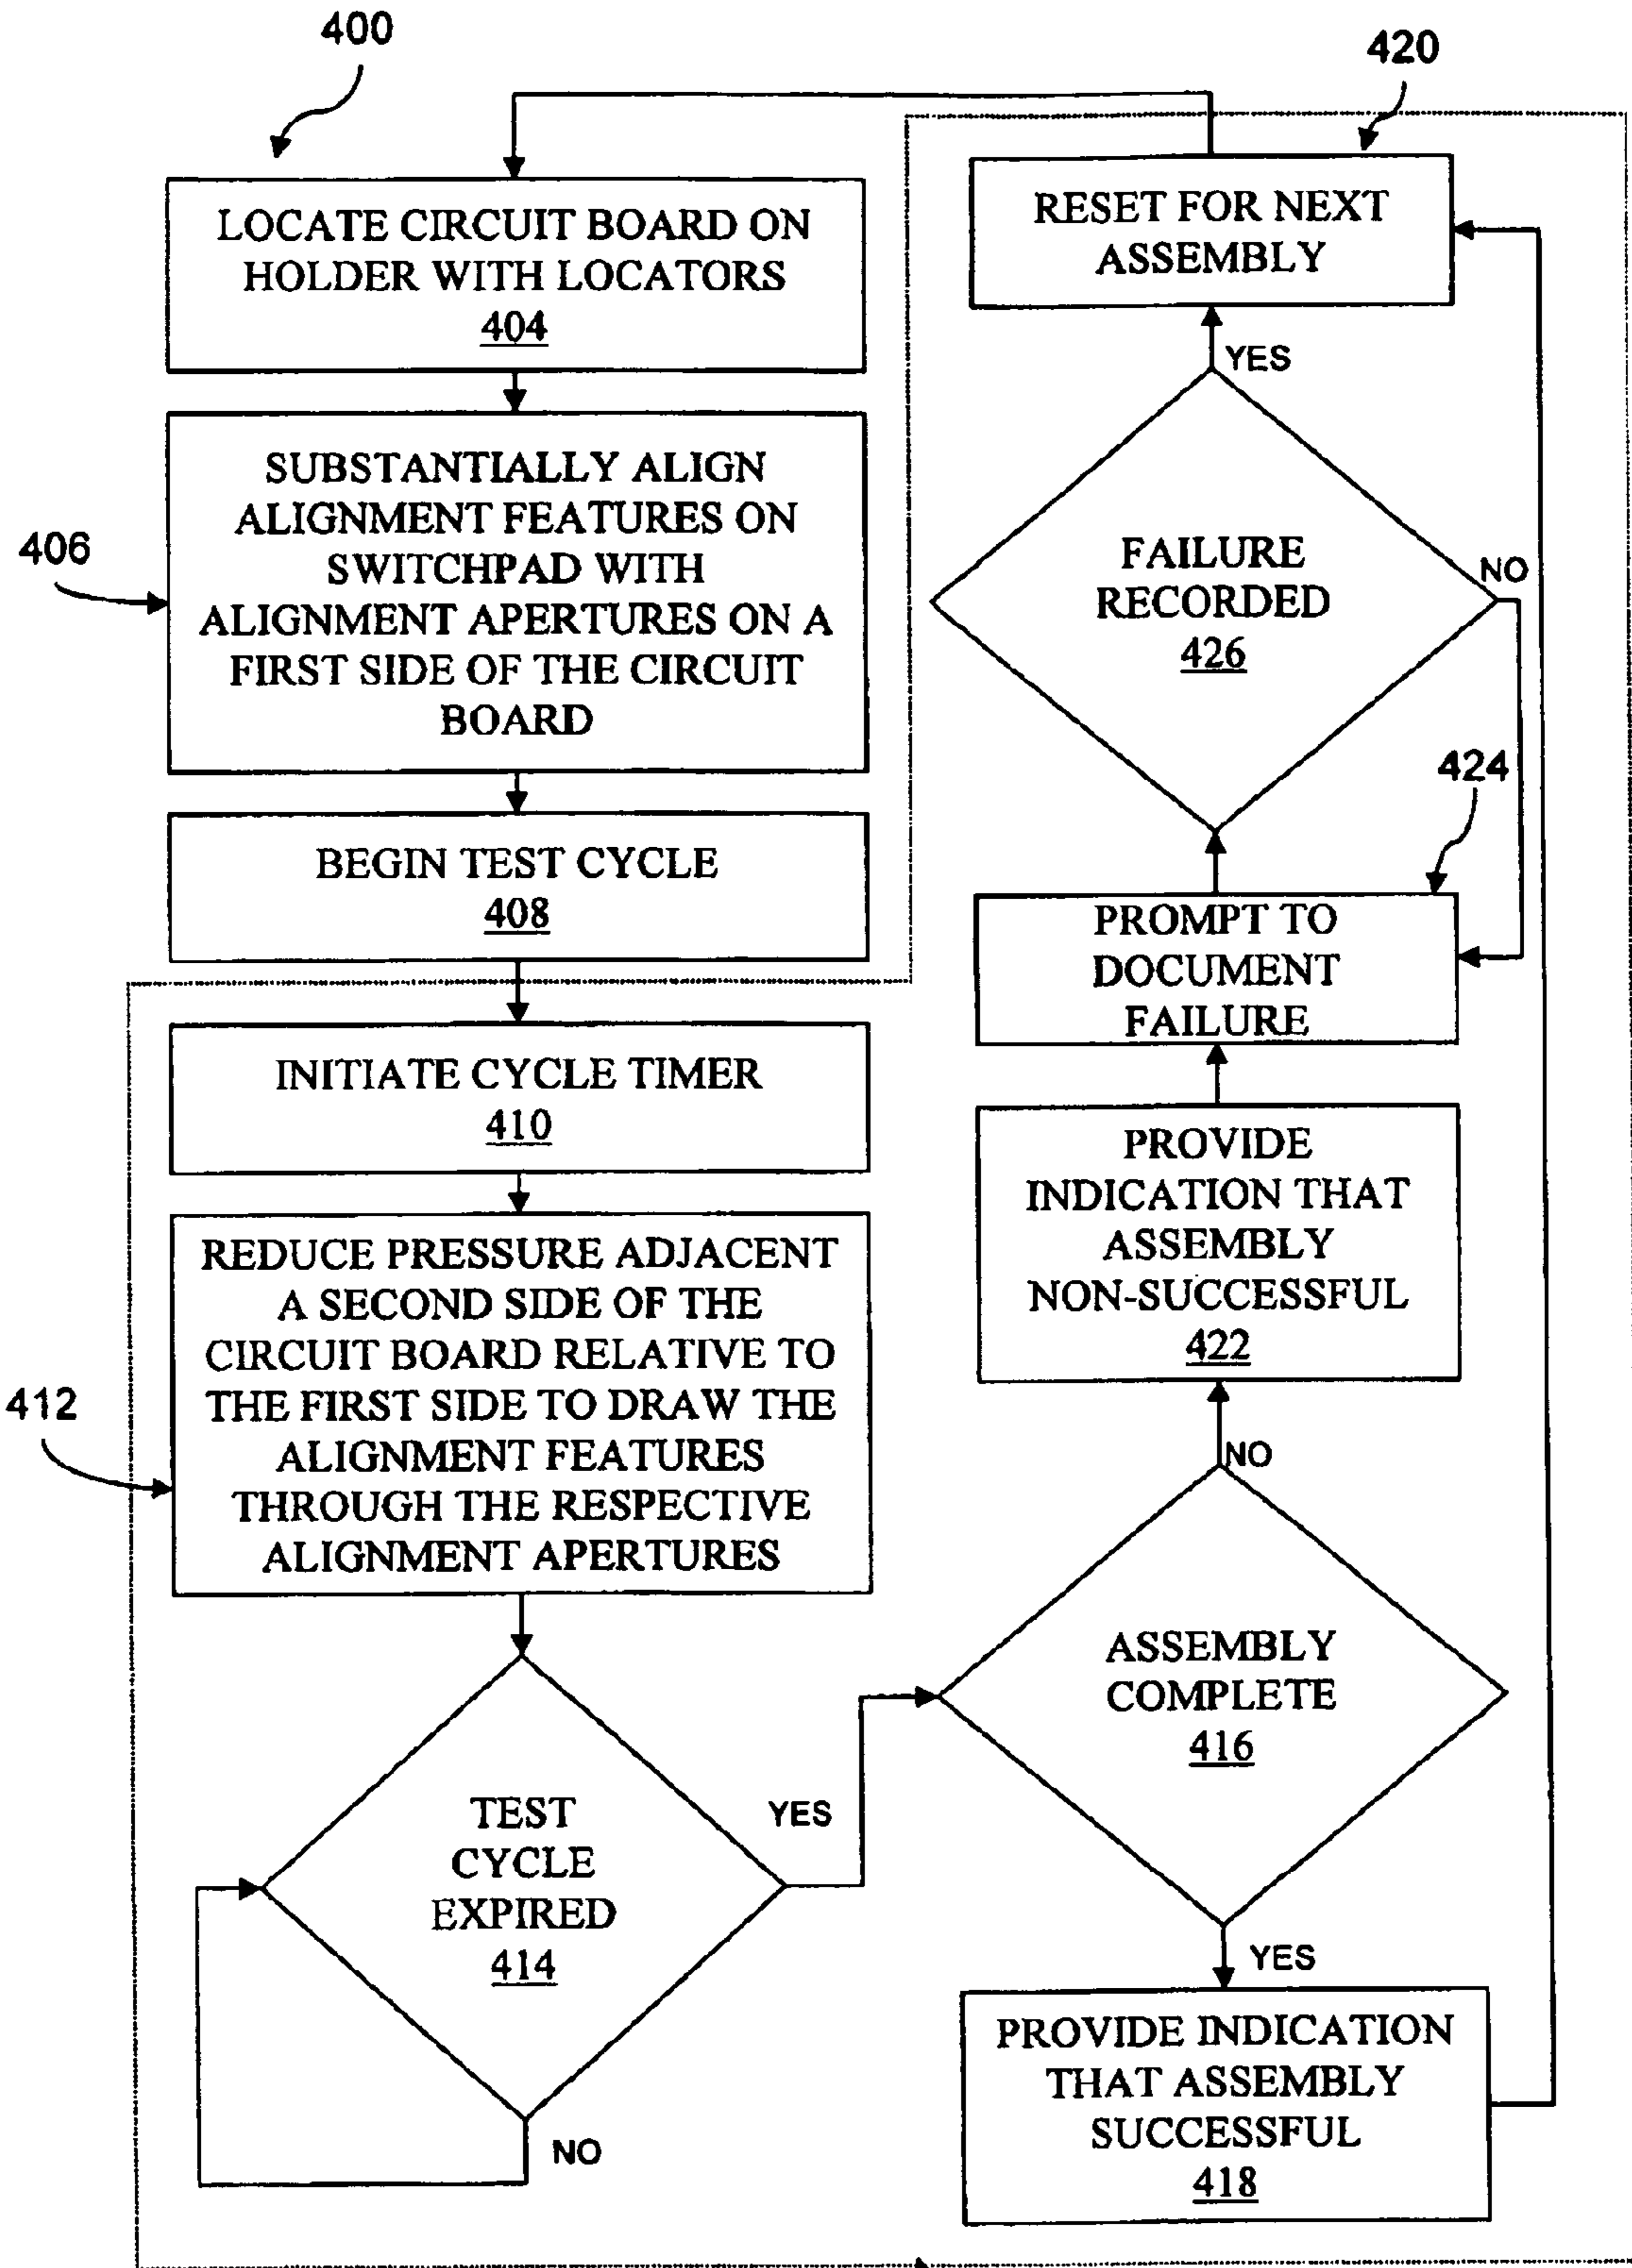 400
LOCATE CIRCUIT BOARD ON
HOLDER WITH LOCATORS
404
406
SUBSTANTIALLY ALIGN
ALIGNMENT FEATURES ON
SWITCHPAD WITH
ALIGNMENT APERTURES ON A
FIRST SIDE OF THE CIRCUIT
BOARD
BEGIN TEST CYCLE
408
INITIATE CYCLE TIMER
410
412
REDUCE PRESSURE ADJACENT
A SECOND SIDE OF THE
CIRCUIT BOARD RELATIVE TO
THE FIRST SIDE TO DRAW THE
ALIGNMENT FEATURES
THROUGH THE RESPECTIVE
ALIGNMENT APERTURES
TEST
CYCLE
EXPIRED
414
YES
NO
420
RESET FOR NEXT
ASSEMBLY
YES
FAILURE
RECORDED
426
NO
424
PROMPT TO
DOCUMENT
FAILURE
PROVIDE
INDICATION THAT
ASSEMBLY
NON-SUCCESSFUL
422
NO
ASSEMBLY
COMPLETE
416
YES
PROVIDE INDICATION
THAT ASSEMBLY
SUCCESSFUL
418